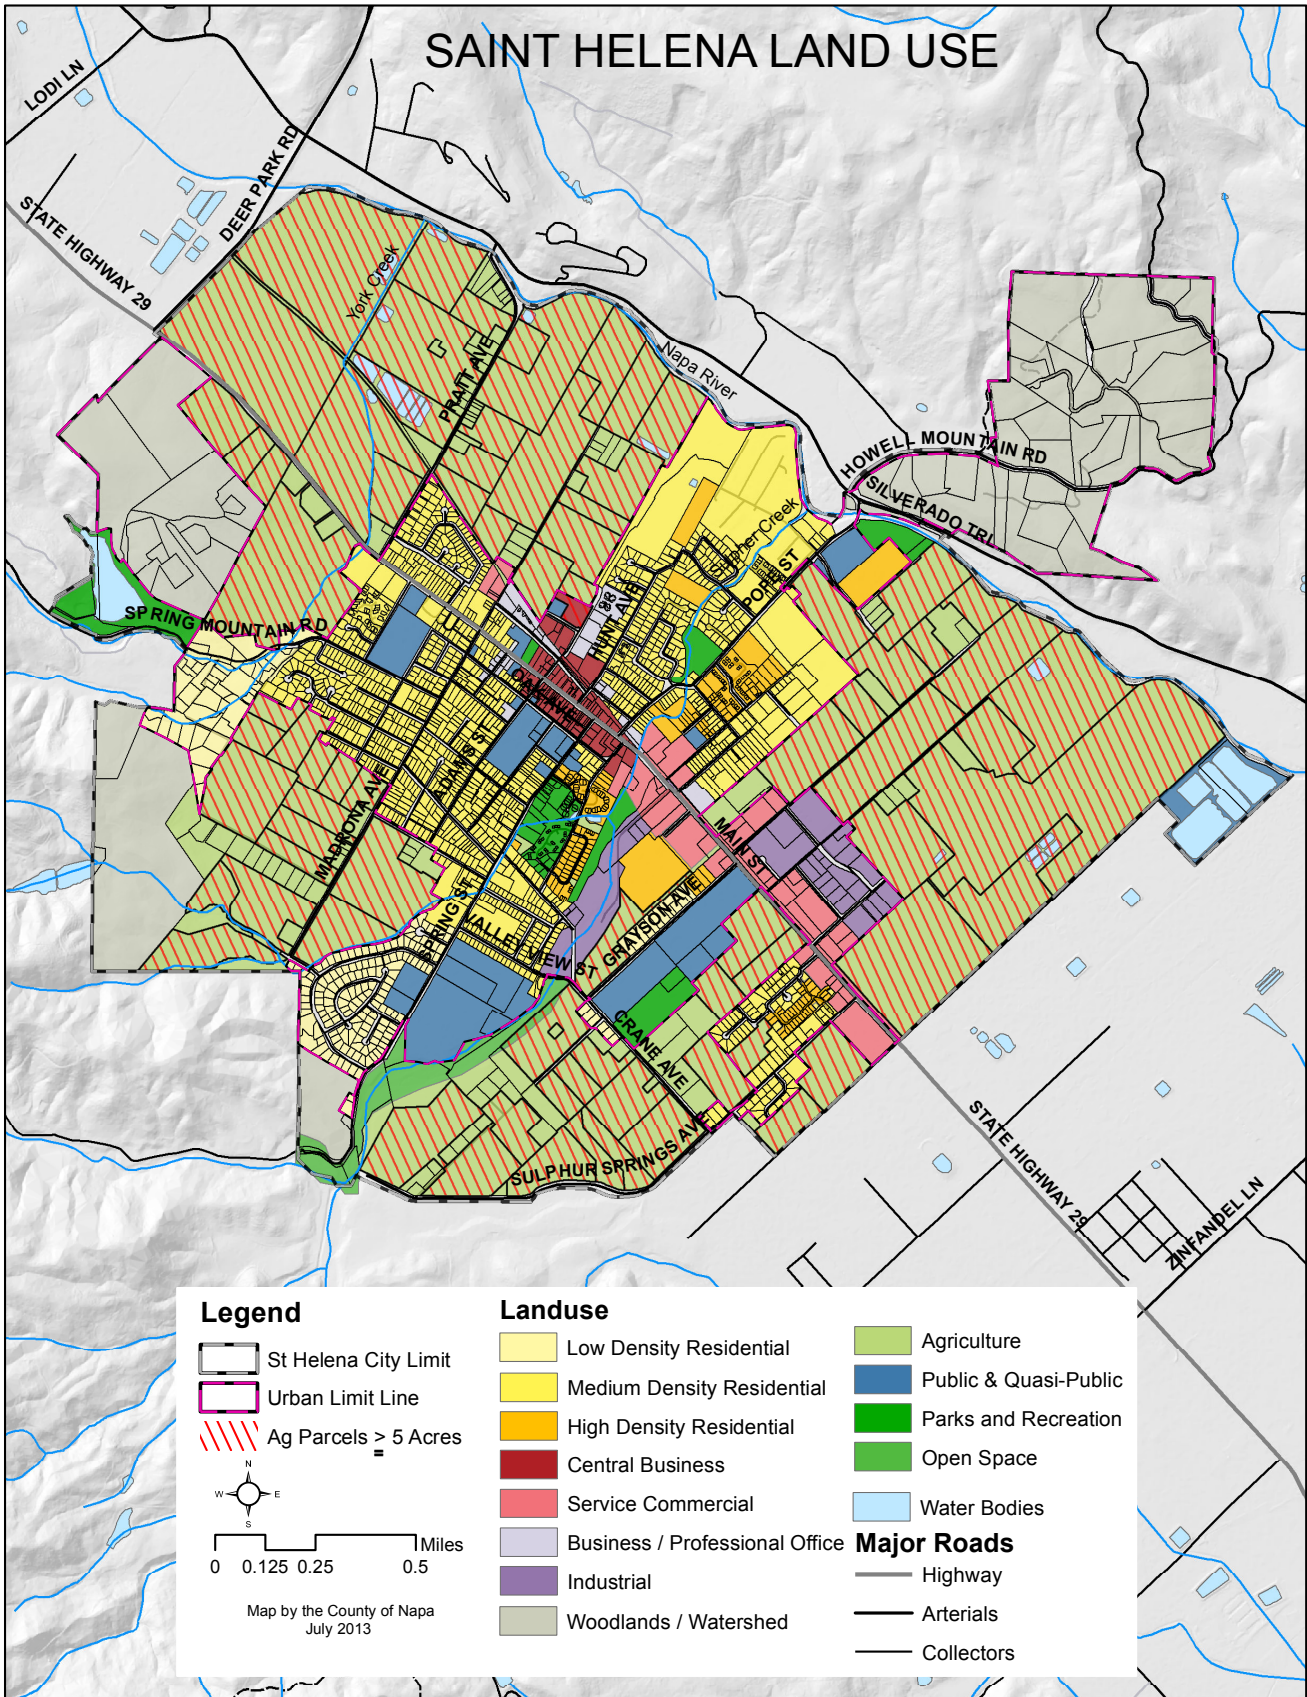 SAINT HELENA LAND USE
LODI LN
DEER PARK RD
STATE HIGHWAY 29
York Creek
PRATT AVE
Napa River
HOWELL MOUNTAIN RD
SILVERADO TRL
POPE ST
HUNT AVE
SPRING MOUNTAIN RD
OAK AVE
ADAMS ST
MADRONA AVE
MAIN ST
SPRING ST
VALLEY VIEW ST
GRAYSON AVE
CRANE AVE
SULPHUR SPRINGS AVE
STATE HIGHWAY 29
ZINFANDEL LN
Legend
St Helena City Limit
Urban Limit Line
Ag Parcels > 5 Acres
=
N
W
E
S
Miles
0 0.125 0.25 0.5
Map by the County of Napa
July 2013
Landuse
Low Density Residential
Medium Density Residential
High Density Residential
Central Business
Service Commercial
Business / Professional Office
Industrial
Woodlands / Watershed
Agriculture
Public & Quasi-Public
Parks and Recreation
Open Space
Water Bodies
Major Roads
Highway
Arterials
Collectors